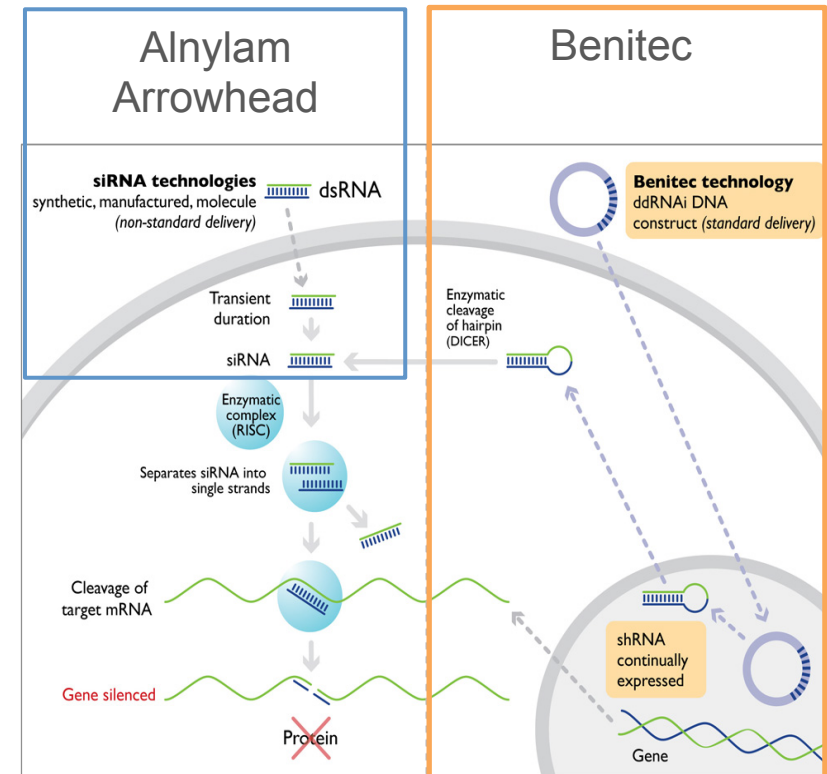 Alnylam
Arrowhead
Benitec
siRNA technologies
synthetic, manufactured, molecule
(non-standard delivery)
dsRNA
Benitec technology
ddRNAi DNA
construct (standard delivery)
Transient
duration
Enzymatic
cleavage
of hairpin
(DICER)
siRNA
Enzymatic
complex
(RISC)
Separates siRNA into
single strands
Cleavage of
target mRNA
shRNA
continually
expressed
Gene silenced
Protein
Gene